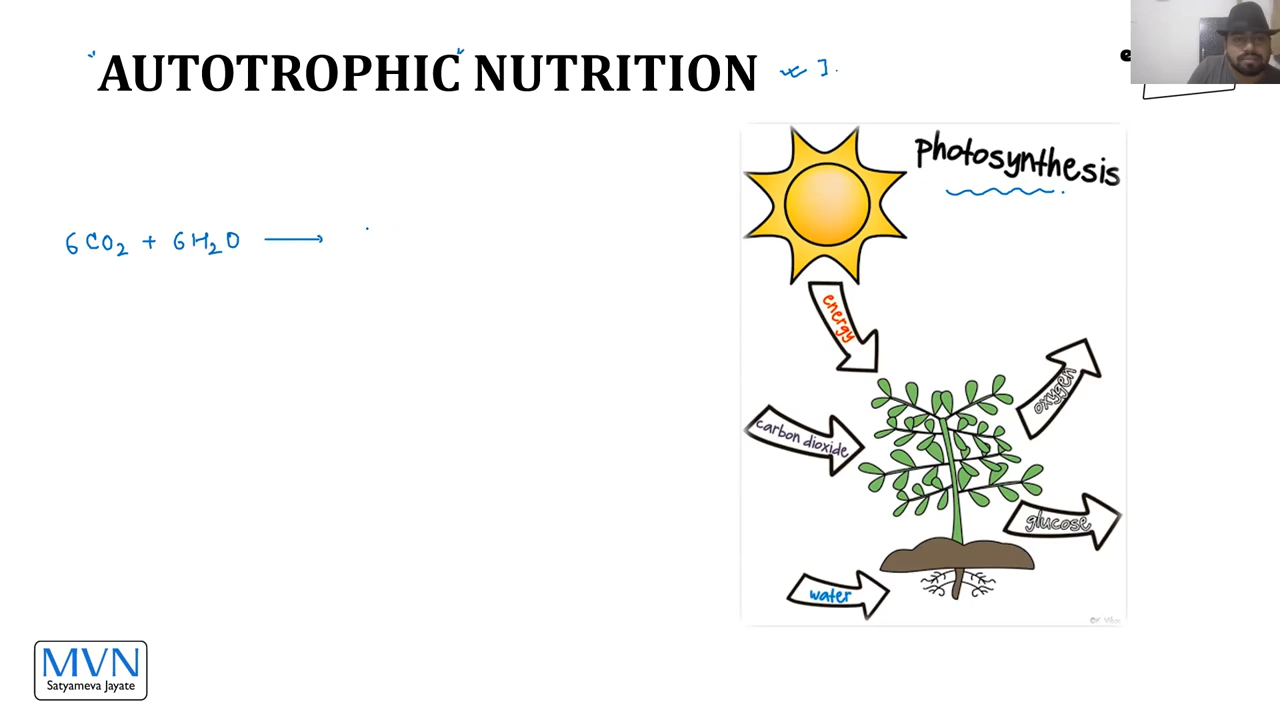 AUTOTROPHIC NUTRITION
photosynthesis
6CO₂ + 6H₂O ⟶
energy
carbon dioxide
oxygen
glucose
water
MVN
Satyameva Jayate